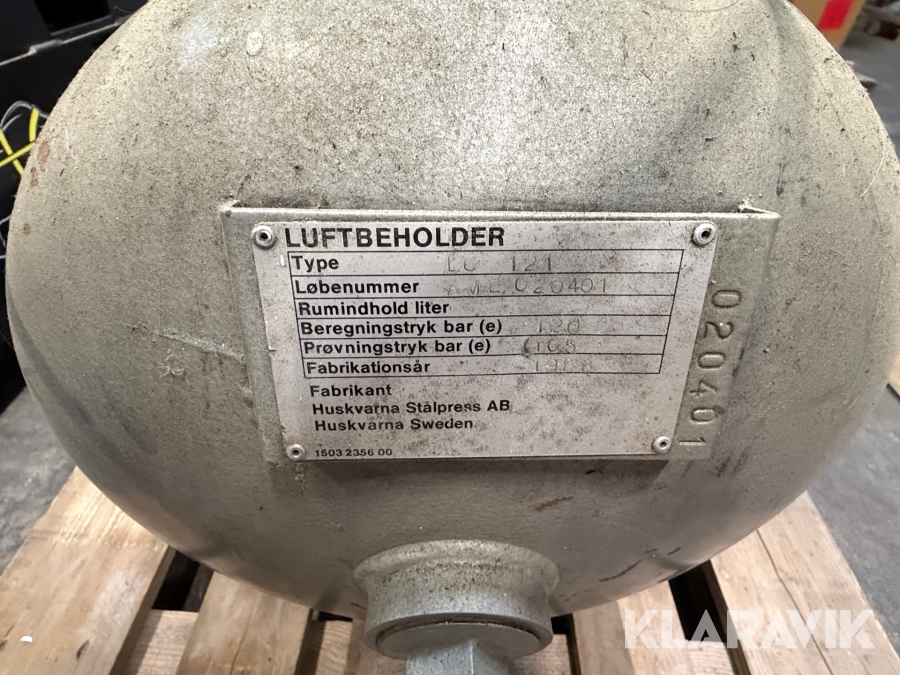 LUFTBEHOLDER
Type
Løbenummer 020401
Rumindhold liter
Beregningstryk bar (e)
Prøvningstryk bar (e)
Fabrikationsår
Fabrikant
Huskvarna Stålpress AB
Huskvarna Sweden
1503 2356 00
020401
KLARAVIK